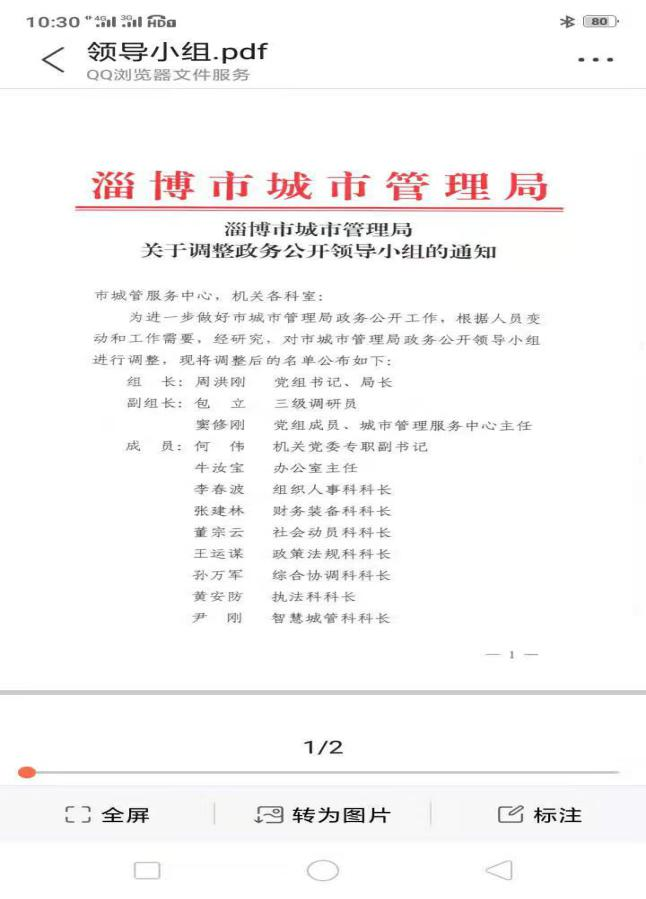 10:30 4G 3G HD 80
领导小组.pdf
QQ浏览器文件服务
淄博市城市管理局
淄博市城市管理局
关于调整政务公开领导小组的通知
市城管服务中心，机关各科室：
为进一步做好市城市管理局政务公开工作，根据人员变
动和工作需要，经研究，对市城市管理局政务公开领导小组
进行调整，现将调整后的名单公布如下：
组 长：周洪刚 党组书记、局长
副组长：包 立 三级调研员
窦修刚 党组成员、城市管理服务中心主任
成 员：何 伟 机关党委专职副书记
牛汝宝 办公室主任
李春波 组织人事科科长
张建林 财务装备科科长
董宗云 社会动员科科长
王运谋 政策法规科科长
孙万军 综合协调科科长
黄安防 执法科科长
尹 刚 智慧城管科科长
— 1 —
1/2
全屏 转为图片 标注